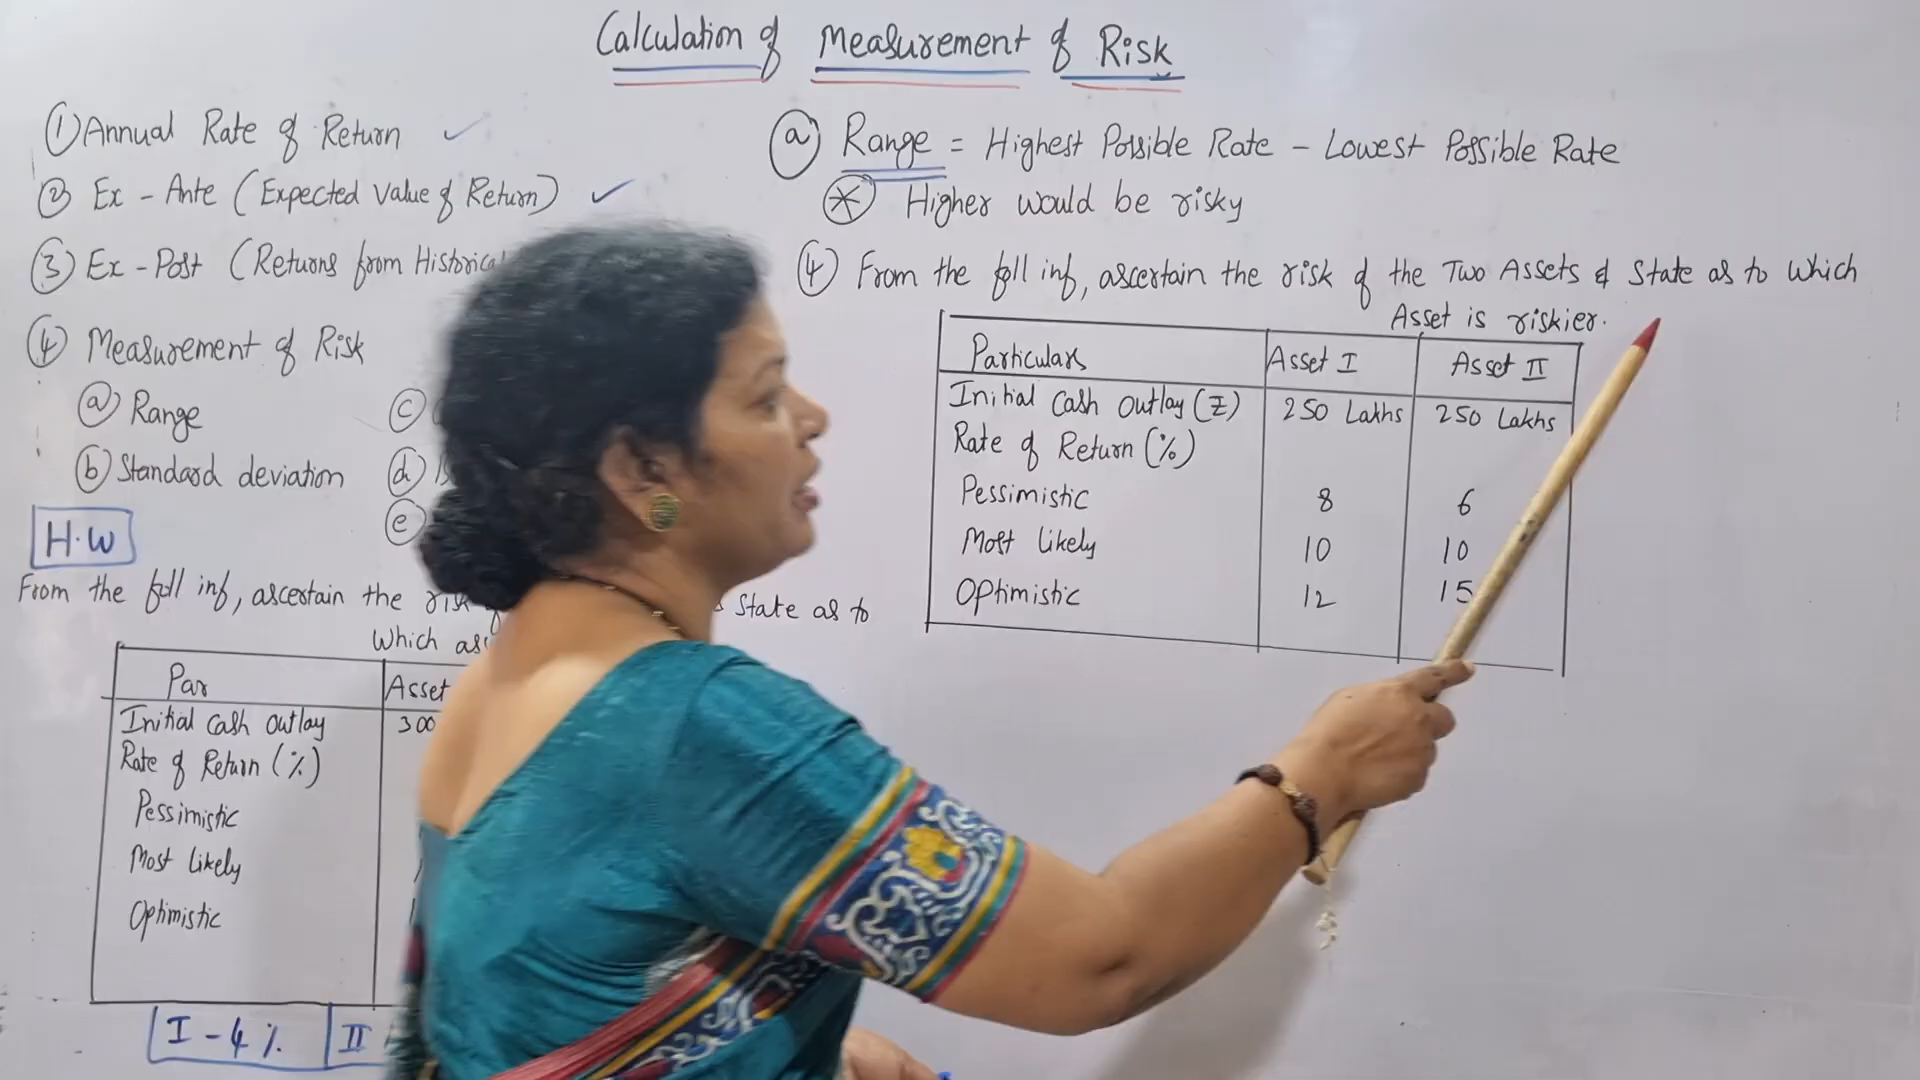 Calculation of Measurement of Risk
① Annual Rate of Return ✓
② Ex - Ante (Expected Value of Return) ✓
③ Ex - Post (Returns from Historical
④ Measurement of Risk
ⓐ Range
ⓒ
ⓑ Standard deviation
ⓓ
ⓔ
H.W
From the foll inf, ascertain the risk State as to
Which
Par Asset
Initial Cash Outlay 300
Rate of Return (%)
Pessimistic
Most Likely
Optimistic
I - 4% II
ⓐ Range = Highest Possible Rate - Lowest Possible Rate
* Higher would be risky
④ From the foll inf, ascertain the risk of the Two Assets & State as to Which
Asset is riskier.
Particulars Asset I Asset II
Initial Cash Outlay (₹) 250 Lakhs 250 Lakhs
Rate of Return (%)
Pessimistic 8 6
Most Likely 10 10
Optimistic 12 15